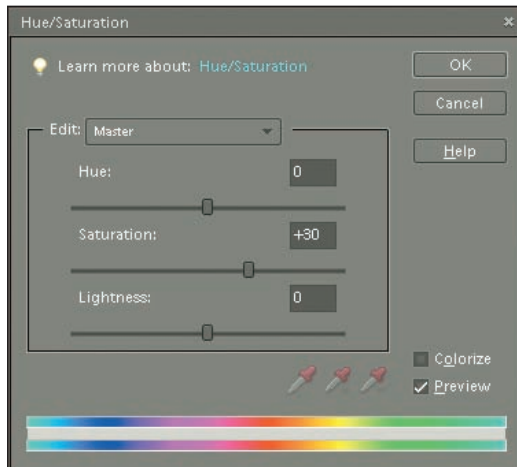 Hue/Saturation
Learn more about: Hue/Saturation
OK
Cancel
Help
Edit: Master
Hue: 0
Saturation: +30
Lightness: 0
Colorize
Preview